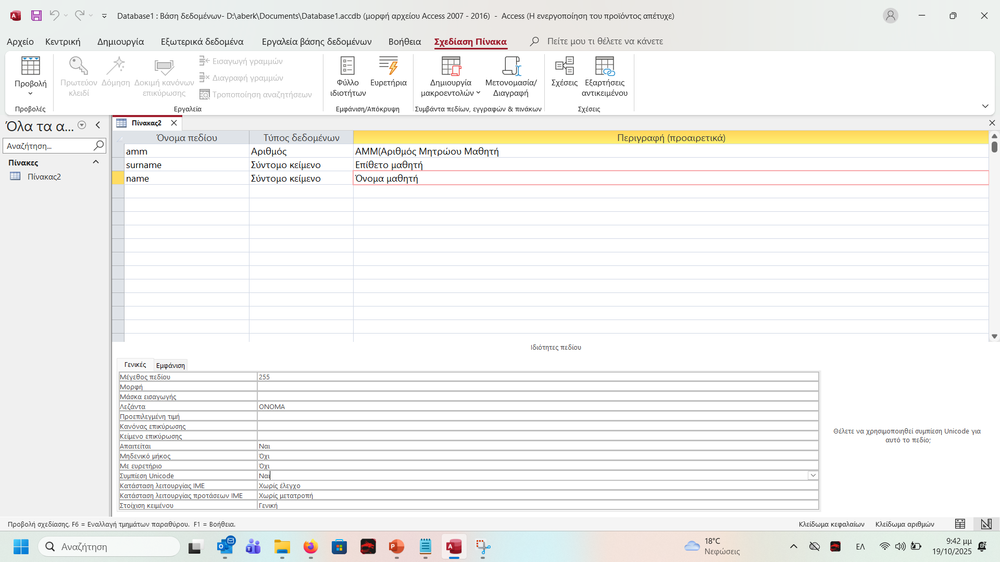 Database1 : Βάση δεδομένων- D:\aberk\Documents\Database1.accdb (μορφή αρχείου Access 2007 - 2016)  -  Access (Η ενεργοποίηση του προϊόντος απέτυχε)
Αρχείο Κεντρική Δημιουργία Εξωτερικά δεδομένα Εργαλεία βάσης δεδομένων Βοήθεια Σχεδίαση Πίνακα Πείτε μου τι θέλετε να κάνετε
Προβολή
Προβολές
Πρωτεύον
κλειδί
Δόμηση
Δοκιμή κανόνων
επικύρωσης
Εισαγωγή γραμμών
Διαγραφή γραμμών
Τροποποίηση αναζητήσεων
Εργαλεία
Φύλλο
ιδιοτήτων
Ευρετήρια
Εμφάνιση/Απόκρυψη
Δημιουργία
μακροεντολών
Μετονομασία/
Διαγραφή
Συμβάντα πεδίων, εγγραφών & πινάκων
Σχέσεις
Εξαρτήσεις
αντικειμένου
Σχέσεις
Όλα τα α...
Αναζήτηση...
Πίνακες
Πίνακας2
Πίνακας2
Όνομα πεδίου Τύπος δεδομένων Περιγραφή (προαιρετικά)
amm Αριθμός ΑΜΜ(Αριθμός Μητρώου Μαθητή
surname Σύντομο κείμενο Επίθετο μαθητή
name Σύντομο κείμενο Όνομα μαθητή
Ιδιότητες πεδίου
Γενικές Εμφάνιση
Μέγεθος πεδίου 255
Μορφή
Μάσκα εισαγωγής
Λεζάντα ΟΝΟΜΑ
Προεπιλεγμένη τιμή
Κανόνας επικύρωσης
Κείμενο επικύρωσης
Απαιτείται Ναι
Μηδενικό μήκος Όχι
Με ευρετήριο Όχι
Συμπίεση Unicode Ναι
Κατάσταση λειτουργίας IME Χωρίς έλεγχο
Κατάσταση λειτουργίας προτάσεων IME Χωρίς μετατροπή
Στοίχιση κειμένου Γενική
Θέλετε να χρησιμοποιηθεί συμπίεση Unicode για
αυτό το πεδίο;
Προβολή σχεδίασης. F6 = Εναλλαγή τμημάτων παραθύρου.  F1 = Βοήθεια. Κλείδωμα κεφαλαίων Κλείδωμα αριθμών
Αναζήτηση
18°C
Νεφώσεις
ΕΛ
9:42 μμ
19/10/2025